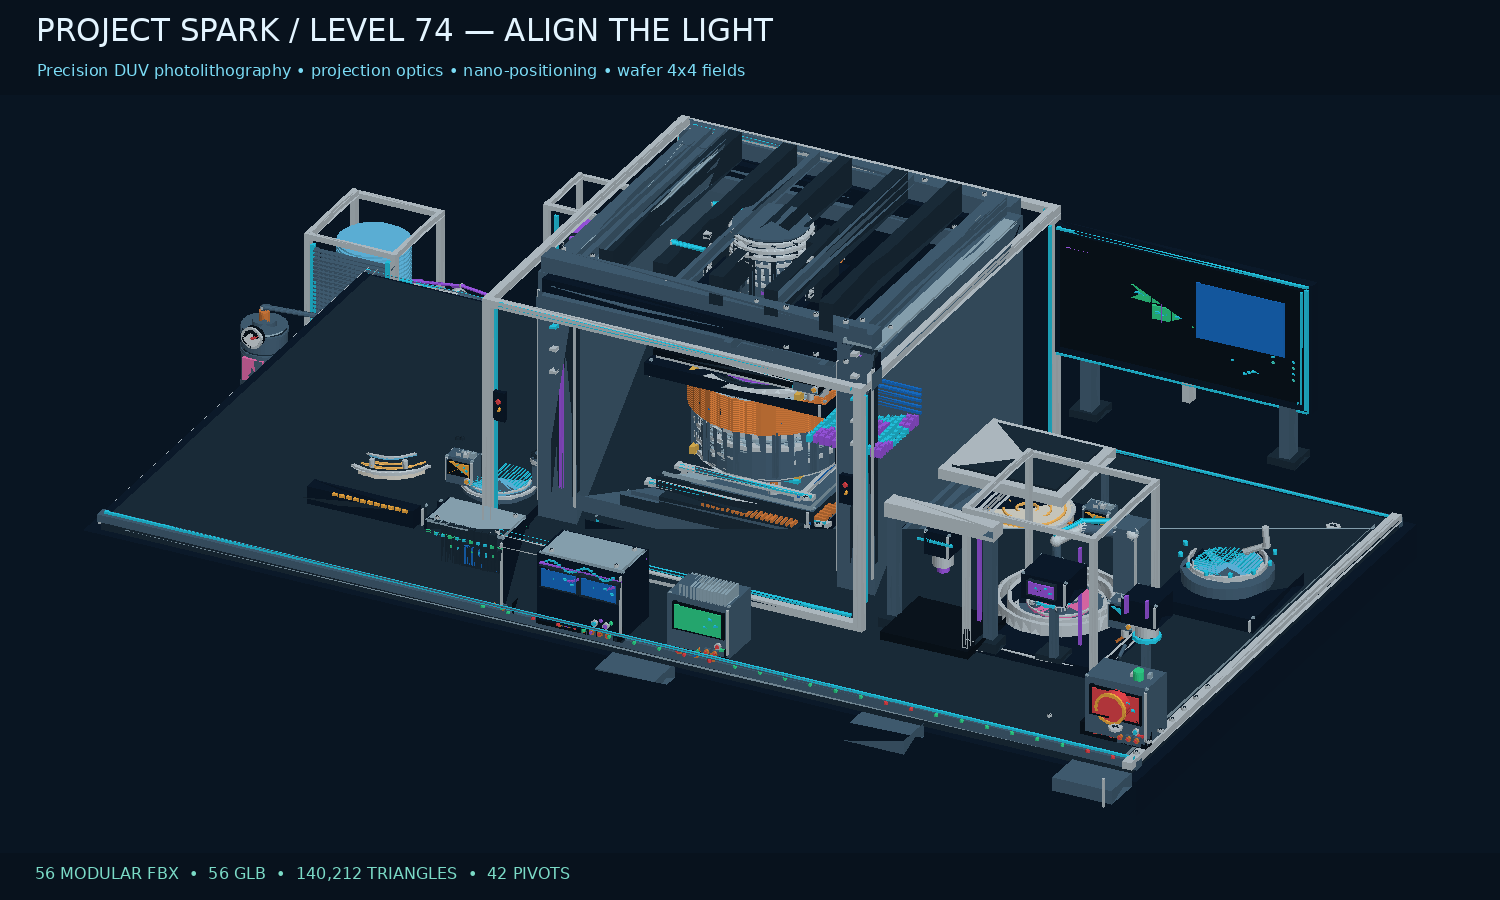 PROJECT SPARK / LEVEL 74 — ALIGN THE LIGHT
Precision DUV photolithography • projection optics • nano-positioning • wafer 4x4 fields
56 MODULAR FBX • 56 GLB • 140,212 TRIANGLES • 42 PIVOTS